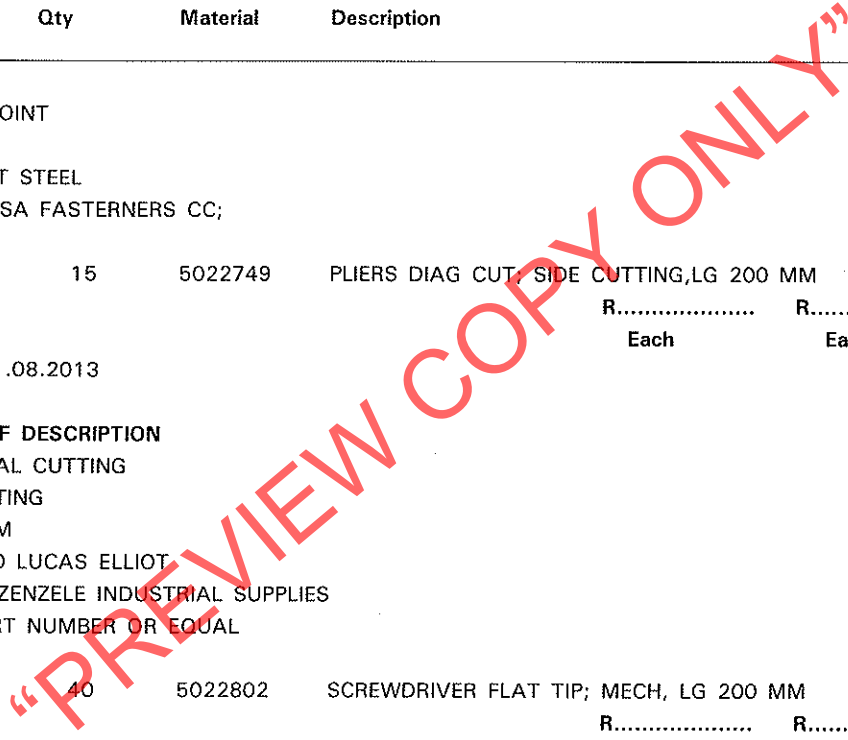 Qty Material Description
OINT
T STEEL
SA FASTERNERS CC;
15 5022749 PLIERS DIAG CUT; SIDE CUTTING,LG 200 MM
R.................... R......
Each Ea
.08.2013
F DESCRIPTION
AL CUTTING
TING
M
O LUCAS ELLIOT
ZENZELE INDUSTRIAL SUPPLIES
RT NUMBER OR EQUAL
40 5022802 SCREWDRIVER FLAT TIP; MECH, LG 200 MM
R.................... R......
“PREVIEW COPY ONLY”